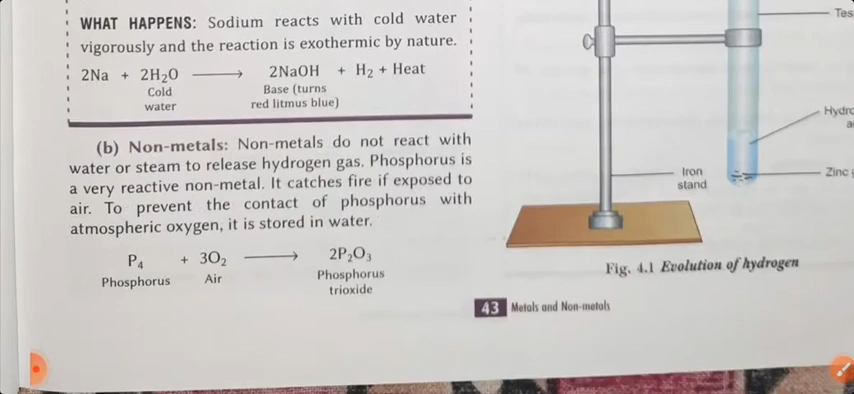 WHAT HAPPENS: Sodium reacts with cold water
vigorously and the reaction is exothermic by nature.
2Na + 2H₂O ⟶ 2NaOH + H₂ + Heat
Cold Base (turns
water red litmus blue)
(b) Non-metals: Non-metals do not react with
water or steam to release hydrogen gas. Phosphorus is
a very reactive non-metal. It catches fire if exposed to
air. To prevent the contact of phosphorus with
atmospheric oxygen, it is stored in water.
P₄ + 3O₂ ⟶ 2P₂O₃
Phosphorus Air Phosphorus
trioxide
Tes
Hydro
a
Zinc
Iron
stand
Fig. 4.1 Evolution of hydrogen
43 Metals and Non-metals